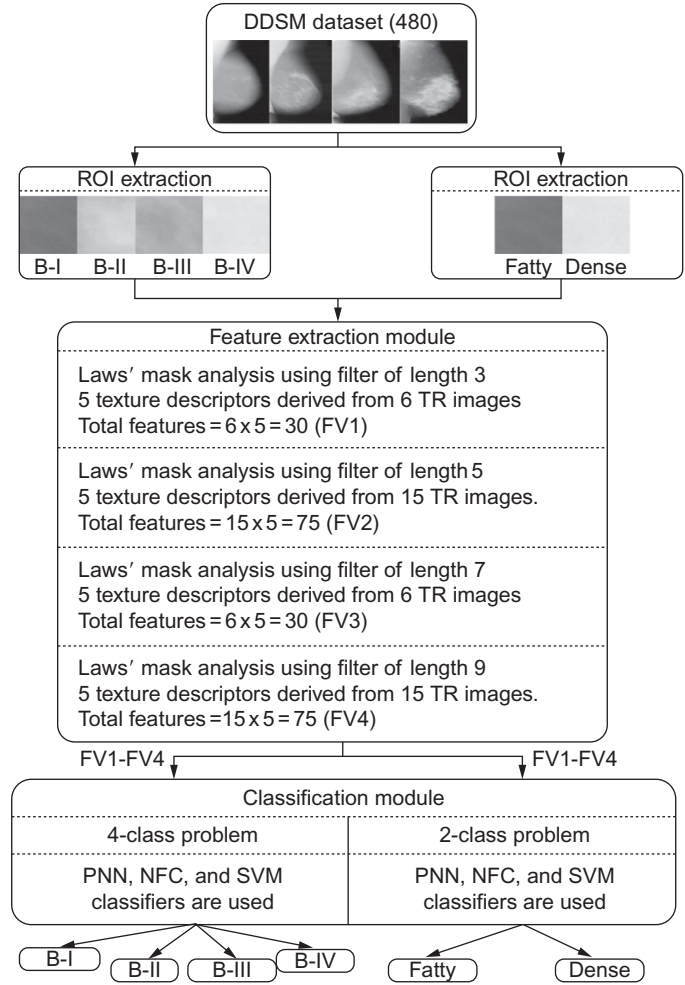 DDSM dataset (480)
ROI extraction
B-I B-II B-III B-IV
ROI extraction
Fatty Dense
Feature extraction module
Laws′ mask analysis using filter of length 3
5 texture descriptors derived from 6 TR images
Total features = 6 x 5 = 30 (FV1)
Laws′ mask analysis using filter of length 5
5 texture descriptors derived from 15 TR images.
Total features = 15 x 5 = 75 (FV2)
Laws′ mask analysis using filter of length 7
5 texture descriptors derived from 6 TR images
Total features = 6 x 5 = 30 (FV3)
Laws′ mask analysis using filter of length 9
5 texture descriptors derived from 15 TR images.
Total features =15 x 5 = 75 (FV4)
FV1-FV4
FV1-FV4
Classification module
4-class problem
2-class problem
PNN, NFC, and SVM
classifiers are used
PNN, NFC, and SVM
classifiers are used
B-I
B-II
B-III
B-IV
Fatty
Dense